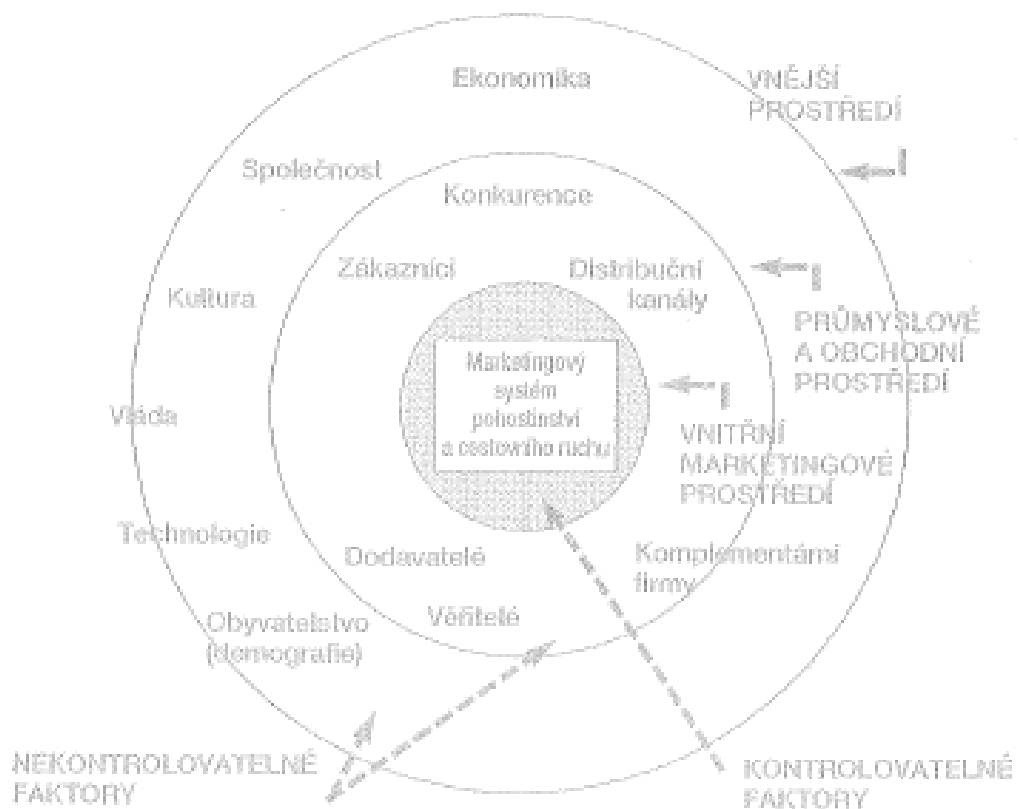 Ekonomika
VNĚJŠÍ
PROSTŘEDÍ
Společnost
Konkurence
Zákazníci
Distribuční
kanály
Kultura
PRŮMYSLOVÉ
A OBCHODNÍ
PROSTŘEDÍ
Marketingový
systém
pohostinství
a cestovního ruchu
Vláda
VNITŘNÍ
MARKETINGOVÉ
PROSTŘEDÍ
Technologie
Dodavatelé
Komplementární
firmy
Věřitelé
Obyvatelstvo
(demografie)
NEKONTROLOVATELNÉ
FAKTORY
KONTROLOVATELNÉ
FAKTORY